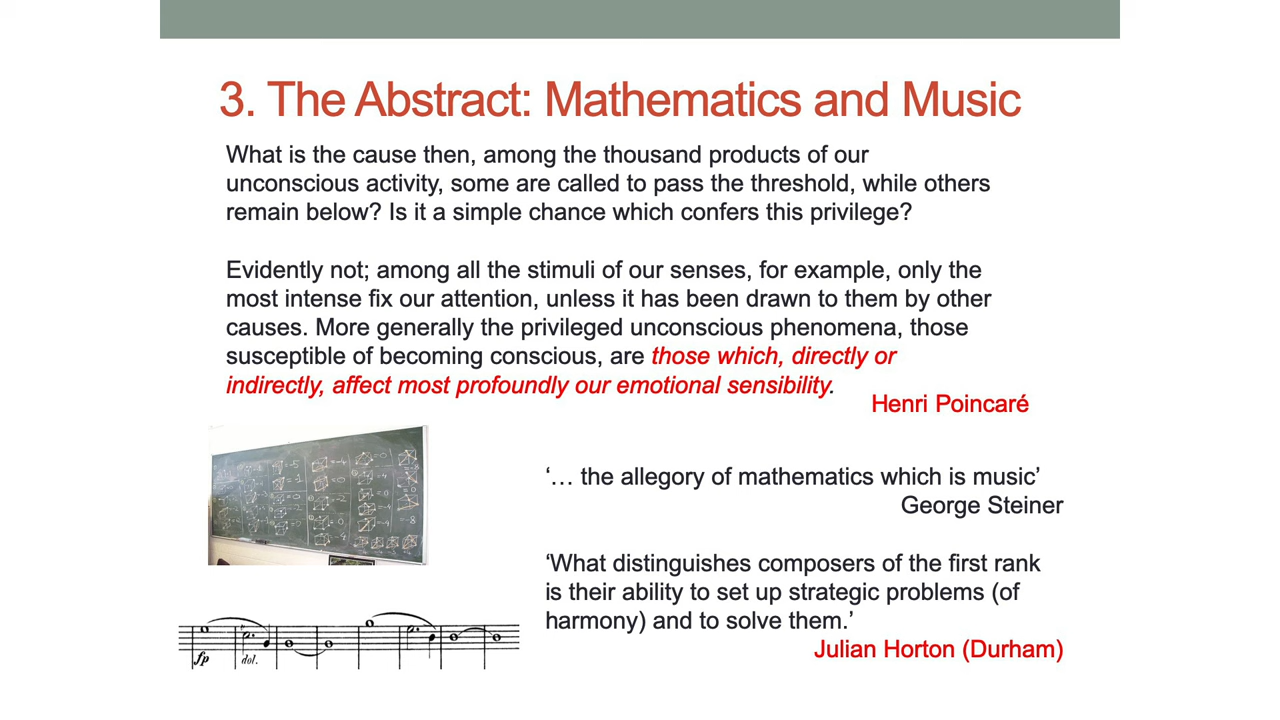 3. The Abstract: Mathematics and Music
What is the cause then, among the thousand products of our
unconscious activity, some are called to pass the threshold, while others
remain below? Is it a simple chance which confers this privilege?
Evidently not; among all the stimuli of our senses, for example, only the
most intense fix our attention, unless it has been drawn to them by other
causes. More generally the privileged unconscious phenomena, those
susceptible of becoming conscious, are those which, directly or
indirectly, affect most profoundly our emotional sensibility.
Henri Poincaré
‘… the allegory of mathematics which is music’
George Steiner
‘What distinguishes composers of the first rank
is their ability to set up strategic problems (of
harmony) and to solve them.’
Julian Horton (Durham)
fp dol.